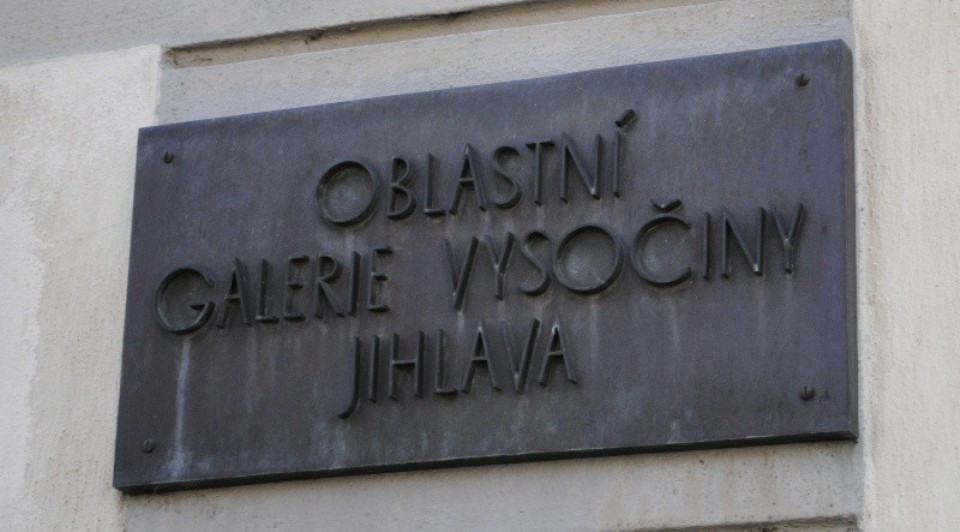 OBLASTNÍ
GALERIE VYSOČINY
JIHLAVA